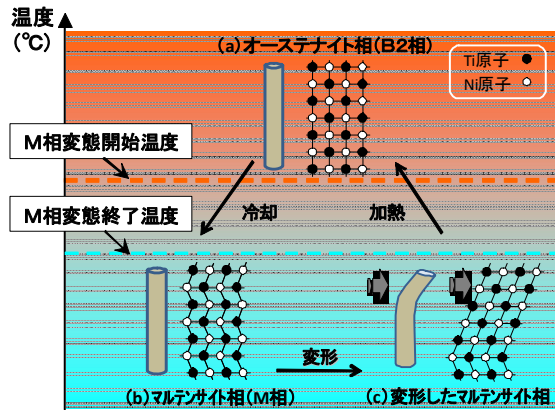 温度
(℃)
(a)オーステナイト相(B2相)
Ti原子
Ni原子
M相変態開始温度
M相変態終了温度
冷却
加熱
変形
(b)マルテンサイト相(M相)
(c)変形したマルテンサイト相